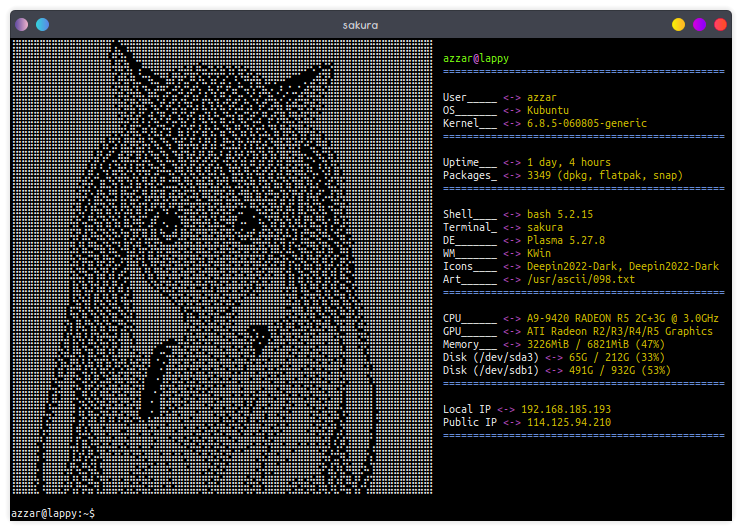 sakura
azzar@lappy
===============================================
User_____ <-> azzar
OS_______ <-> Kubuntu
Kernel___ <-> 6.8.5-060805-generic
===============================================
Uptime___ <-> 1 day, 4 hours
Packages_ <-> 3349 (dpkg, flatpak, snap)
===============================================
Shell____ <-> bash 5.2.15
Terminal_ <-> sakura
DE_______ <-> Plasma 5.27.8
WM_______ <-> KWin
Icons____ <-> Deepin2022-Dark, Deepin2022-Dark
Art______ <-> /usr/ascii/098.txt
===============================================
CPU______ <-> A9-9420 RADEON R5 2C+3G @ 3.0GHz
GPU______ <-> ATI Radeon R2/R3/R4/R5 Graphics
Memory___ <-> 3226MiB / 6821MiB (47%)
Disk (/dev/sda3) <-> 65G / 212G (33%)
Disk (/dev/sdb1) <-> 491G / 932G (53%)
===============================================
Local IP <-> 192.168.185.193
Public IP <-> 114.125.94.210
===============================================
azzar@lappy:~$